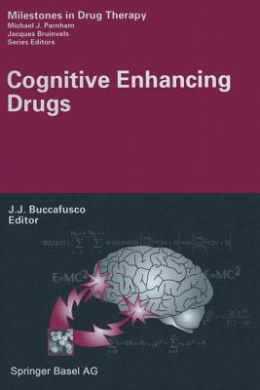 Milestones in Drug Therapy
Michael J. Parnham
Jacques Bruinvels
Series Editors
Cognitive Enhancing
Drugs
J.J. Buccafusco
Editor
E=MC²
E=MC²
Springer Basel AG